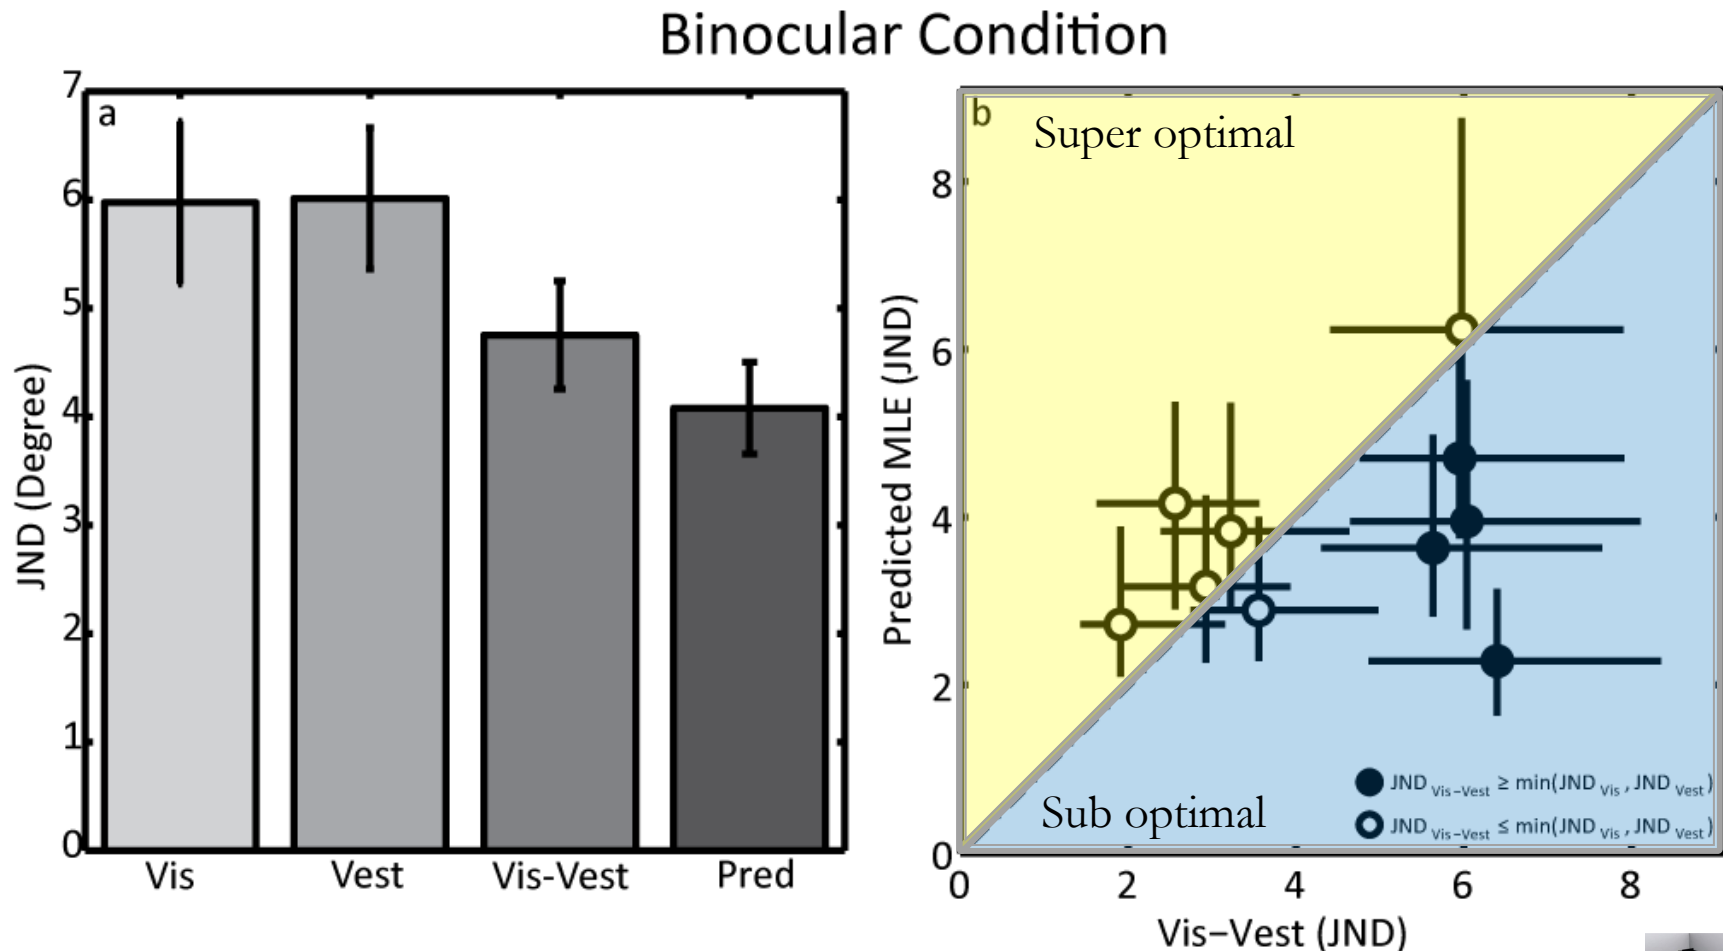 Binocular Condition
a
7
6
5
4
3
2
1
0
JND (Degree)
Vis
Vest
Vis-Vest
Pred
b
Super optimal
8
6
4
2
0
Predicted MLE (JND)
Sub optimal
JND Vis−Vest ≥ min(JND Vis , JND Vest)
JND Vis−Vest ≤ min(JND Vis , JND Vest)
0 2 4 6 8
Vis−Vest (JND)